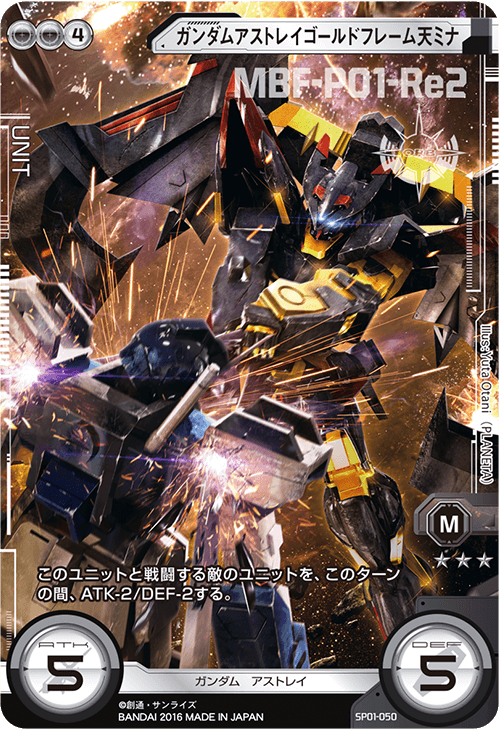 4
ガンダムアストレイゴールドフレーム天ミナ
MBF-P01-Re2
UNIT
Illus:Yuta Otani (PLANETA)
M
このユニットと戦闘する敵のユニットを、このターン
の間、ATK-2/DEF-2する。
ATK
5
DEF
5
ガンダム アストレイ
©創通・サンライズ
BANDAI 2016 MADE IN JAPAN
SP01-050